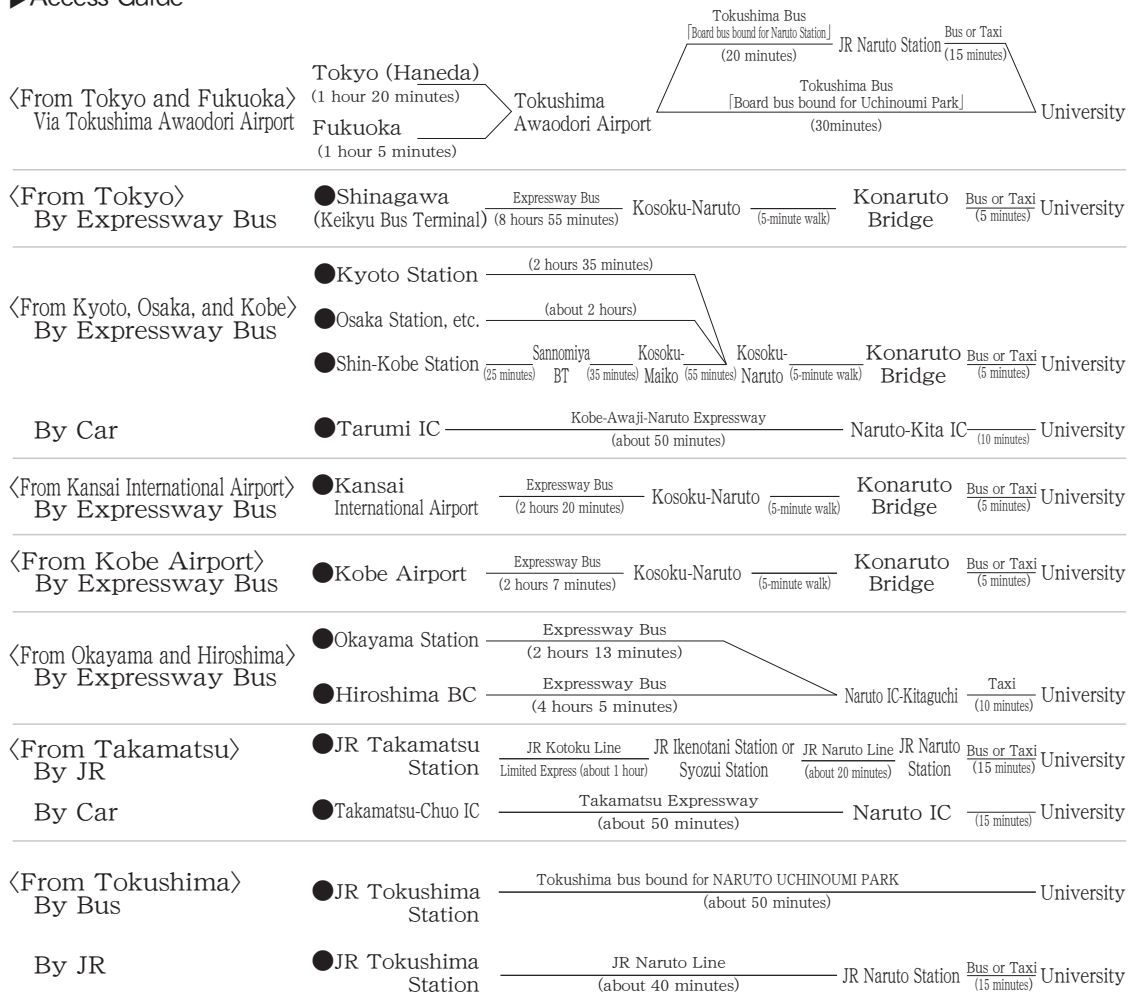 ▶Access Guide
〈From Tokyo and Fukuoka〉
Via Tokushima Awaodori Airport
Tokyo (Haneda)
(1 hour 20 minutes)
Fukuoka
(1 hour 5 minutes)
Tokushima
Awaodori Airport
Tokushima Bus
「Board bus bound for Naruto Station」
(20 minutes)
JR Naruto Station
Bus or Taxi
(15 minutes)
Tokushima Bus
「Board bus bound for Uchinoumi Park」
(30minutes)
University
〈From Tokyo〉
By Expressway Bus
●Shinagawa
(Keikyu Bus Terminal)
Expressway Bus
(8 hours 55 minutes)
Kosoku-Naruto
(5-minute walk)
Konaruto
Bridge
Bus or Taxi
(5 minutes)
University
〈From Kyoto, Osaka, and Kobe〉
By Expressway Bus
●Kyoto Station
(2 hours 35 minutes)
●Osaka Station, etc.
(about 2 hours)
●Shin-Kobe Station
(25 minutes)
Sannomiya
BT
(35 minutes)
Kosoku-
Maiko
(55 minutes)
Kosoku-
Naruto
(5-minute walk)
Konaruto
Bridge
Bus or Taxi
(5 minutes)
University
By Car
●Tarumi IC
Kobe-Awaji-Naruto Expressway
(about 50 minutes)
Naruto-Kita IC
(10 minutes)
University
〈From Kansai International Airport〉
By Expressway Bus
●Kansai
International Airport
Expressway Bus
(2 hours 20 minutes)
Kosoku-Naruto
(5-minute walk)
Konaruto
Bridge
Bus or Taxi
(5 minutes)
University
〈From Kobe Airport〉
By Expressway Bus
●Kobe Airport
Expressway Bus
(2 hours 7 minutes)
Kosoku-Naruto
(5-minute walk)
Konaruto
Bridge
Bus or Taxi
(5 minutes)
University
〈From Okayama and Hiroshima〉
By Expressway Bus
●Okayama Station
Expressway Bus
(2 hours 13 minutes)
●Hiroshima BC
Expressway Bus
(4 hours 5 minutes)
Naruto IC-Kitaguchi
Taxi
(10 minutes)
University
〈From Takamatsu〉
By JR
●JR Takamatsu
Station
JR Kotoku Line
Limited Express (about 1 hour)
JR Ikenotani Station or
Syozui Station
JR Naruto Line
(about 20 minutes)
JR Naruto
Station
Bus or Taxi
(15 minutes)
University
By Car
●Takamatsu-Chuo IC
Takamatsu Expressway
(about 50 minutes)
Naruto IC
(15 minutes)
University
〈From Tokushima〉
By Bus
●JR Tokushima
Station
Tokushima bus bound for NARUTO UCHINOUMI PARK
(about 50 minutes)
University
By JR
●JR Tokushima
Station
JR Naruto Line
(about 40 minutes)
JR Naruto Station
Bus or Taxi
(15 minutes)
University